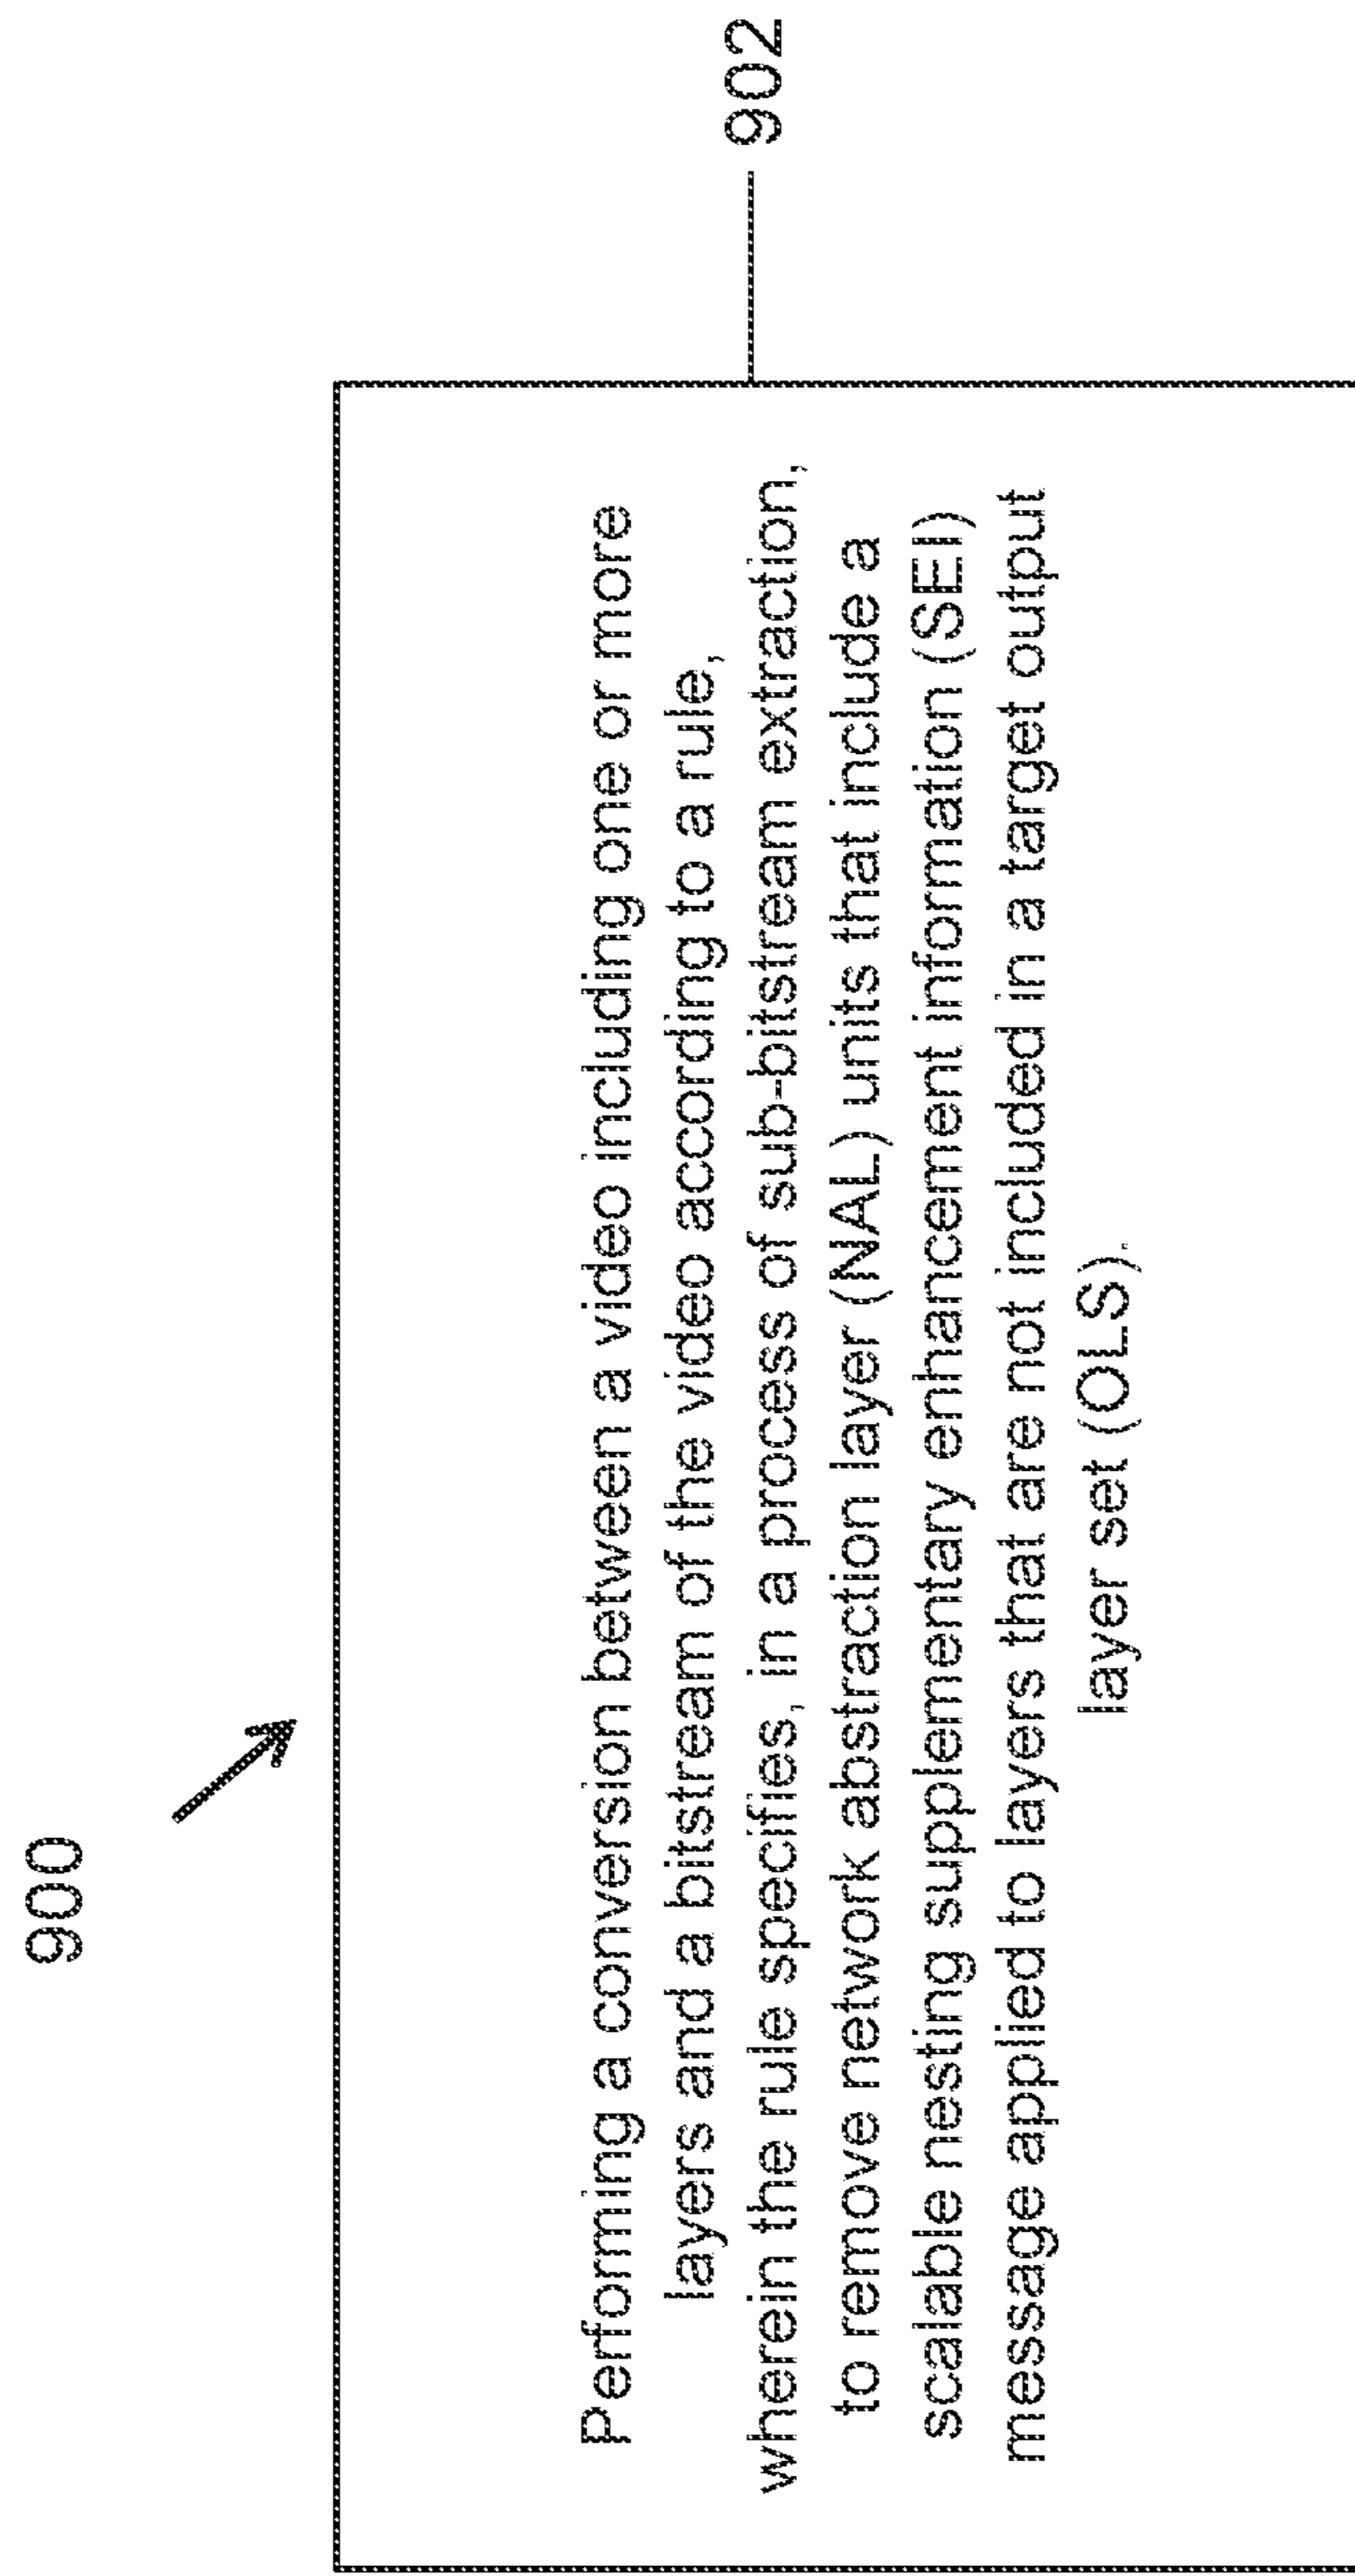 900
Performing a conversion between a video including one or more
layers and a bitstream of the video according to a rule,
wherein the rule specifies, in a process of sub-bitstream extraction,
to remove network abstraction layer (NAL) units that include a
scalable nesting supplementary enhancement information (SEI)
message applied to layers that are not included in a target output
layer set (OLS).
902